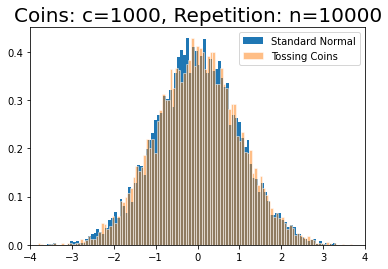 Coins: c=1000, Repetition: n=10000
Standard Normal
Tossing Coins
0.4
0.3
0.2
0.1
0.0
−4 −3 −2 −1 0 1 2 3 4